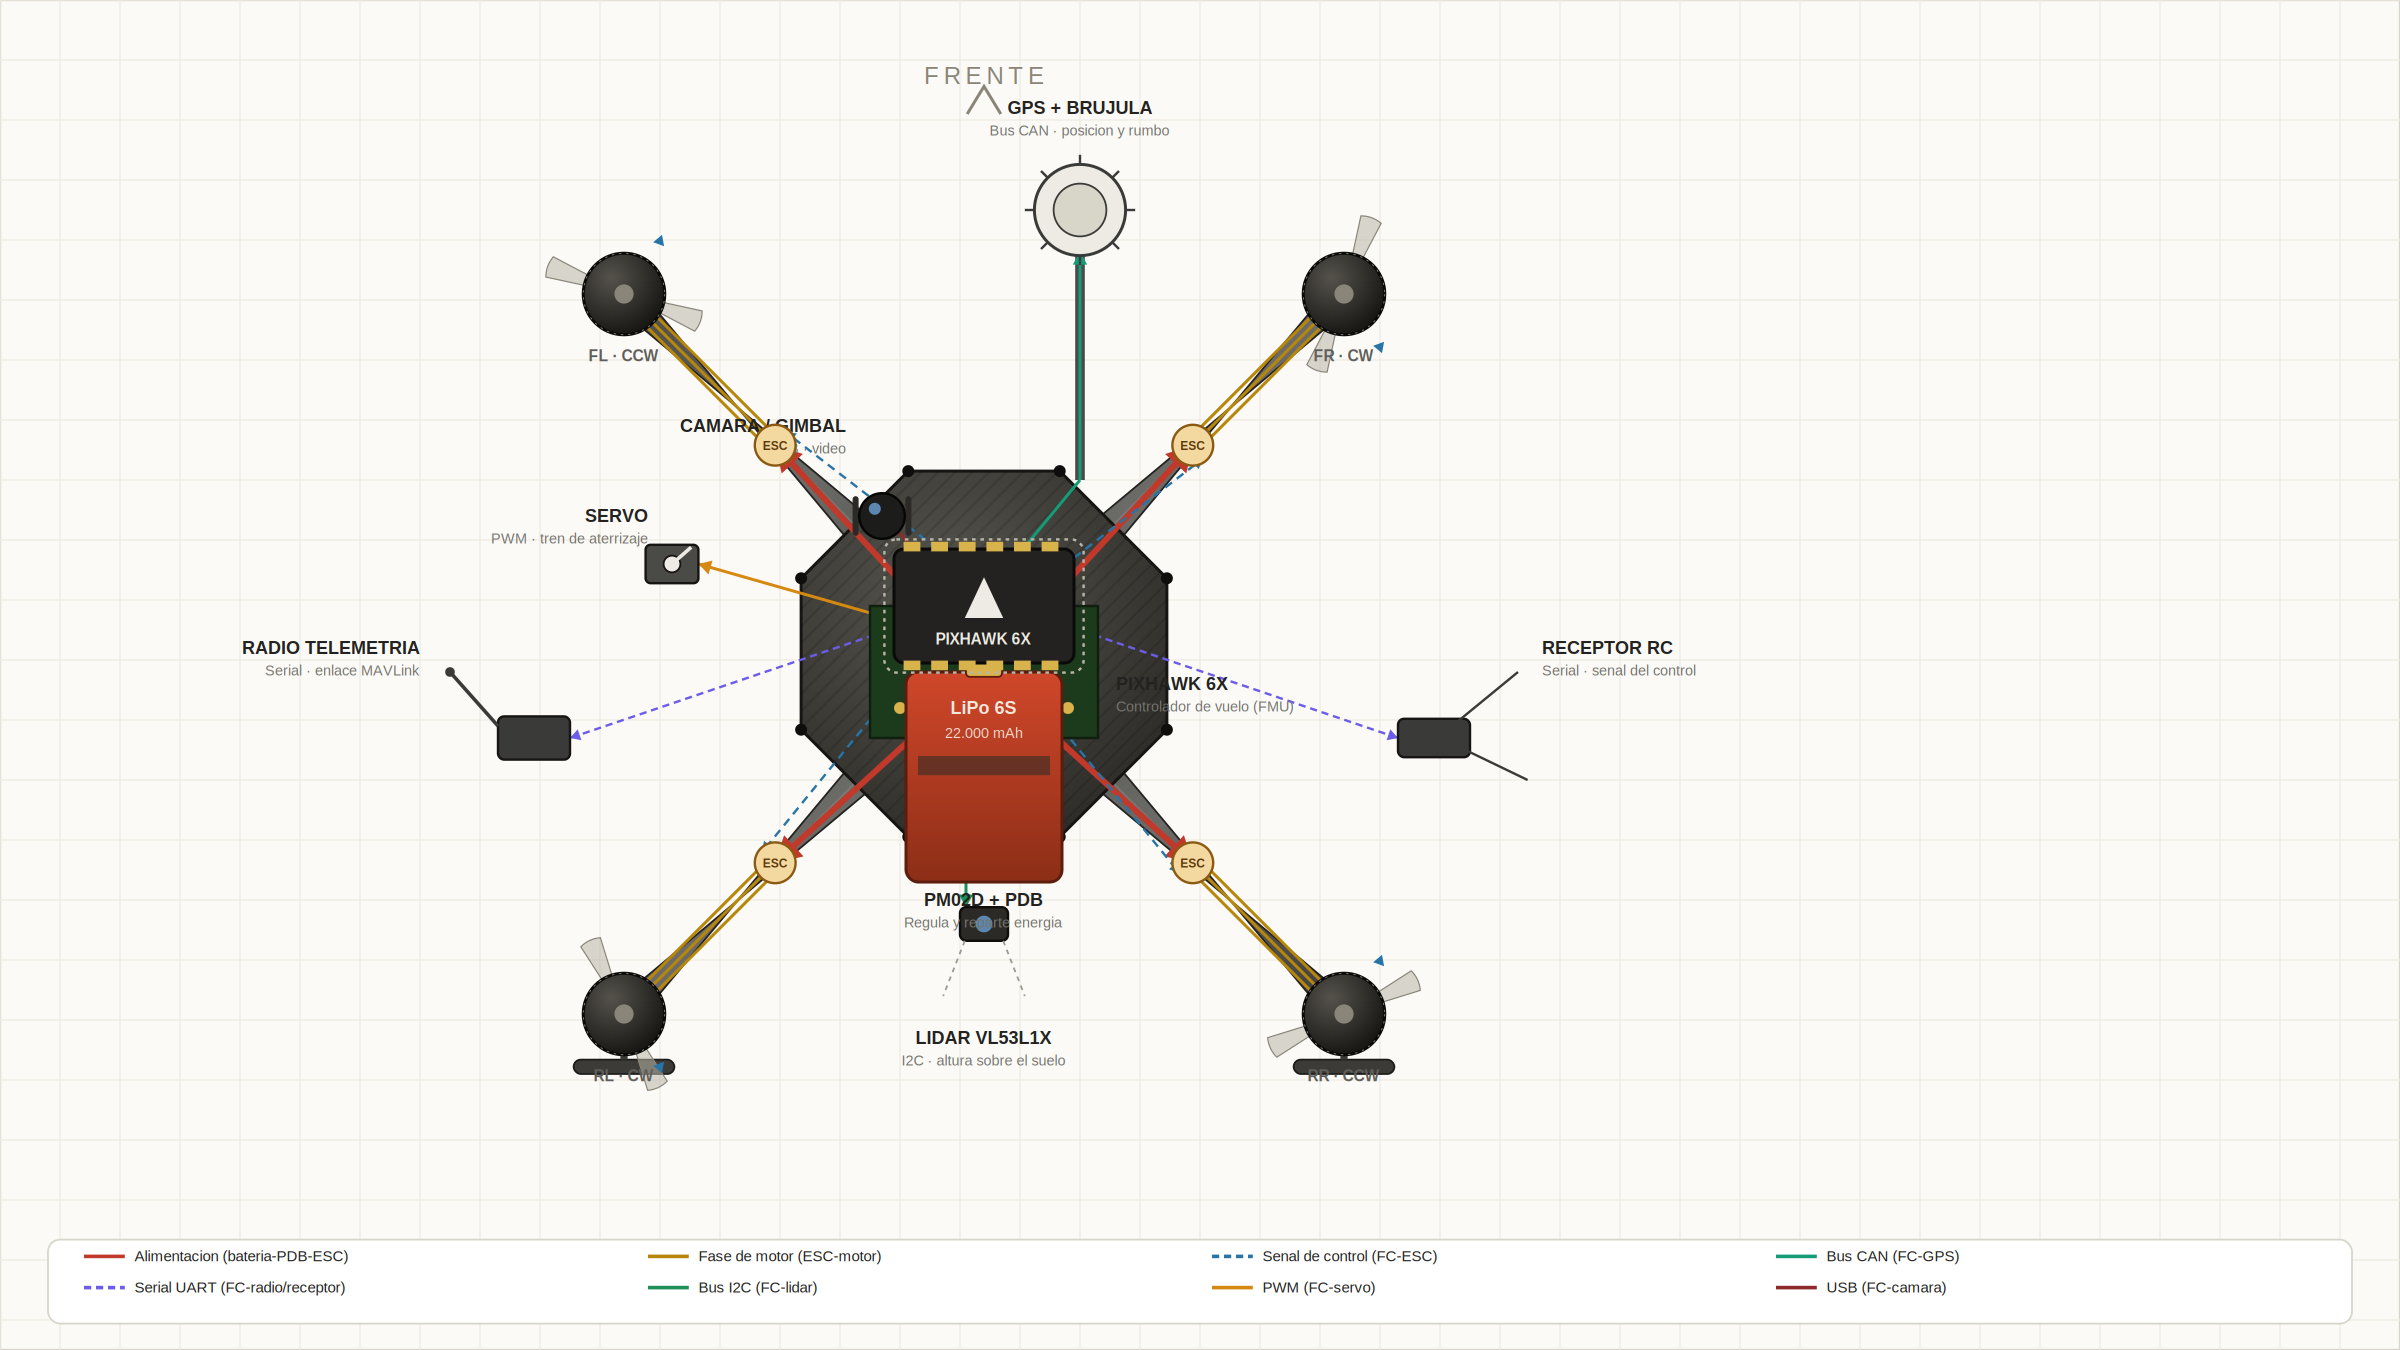 FRENTE
GPS + BRUJULA
Bus CAN · posicion y rumbo
FL · CCW
FR · CW
CAMARA / GIMBAL
video
ESC
ESC
SERVO
PWM · tren de aterrizaje
PIXHAWK 6X
RADIO TELEMETRIA
Serial · enlace MAVLink
RECEPTOR RC
Serial · senal del control
PIXHAWK 6X
Controlador de vuelo (FMU)
LiPo 6S
22.000 mAh
ESC
ESC
PM02D + PDB
Regula y reparte energia
LIDAR VL53L1X
I2C · altura sobre el suelo
RL · CW
RR · CCW
Alimentacion (bateria-PDB-ESC)
Fase de motor (ESC-motor)
Senal de control (FC-ESC)
Bus CAN (FC-GPS)
Serial UART (FC-radio/receptor)
Bus I2C (FC-lidar)
PWM (FC-servo)
USB (FC-camara)